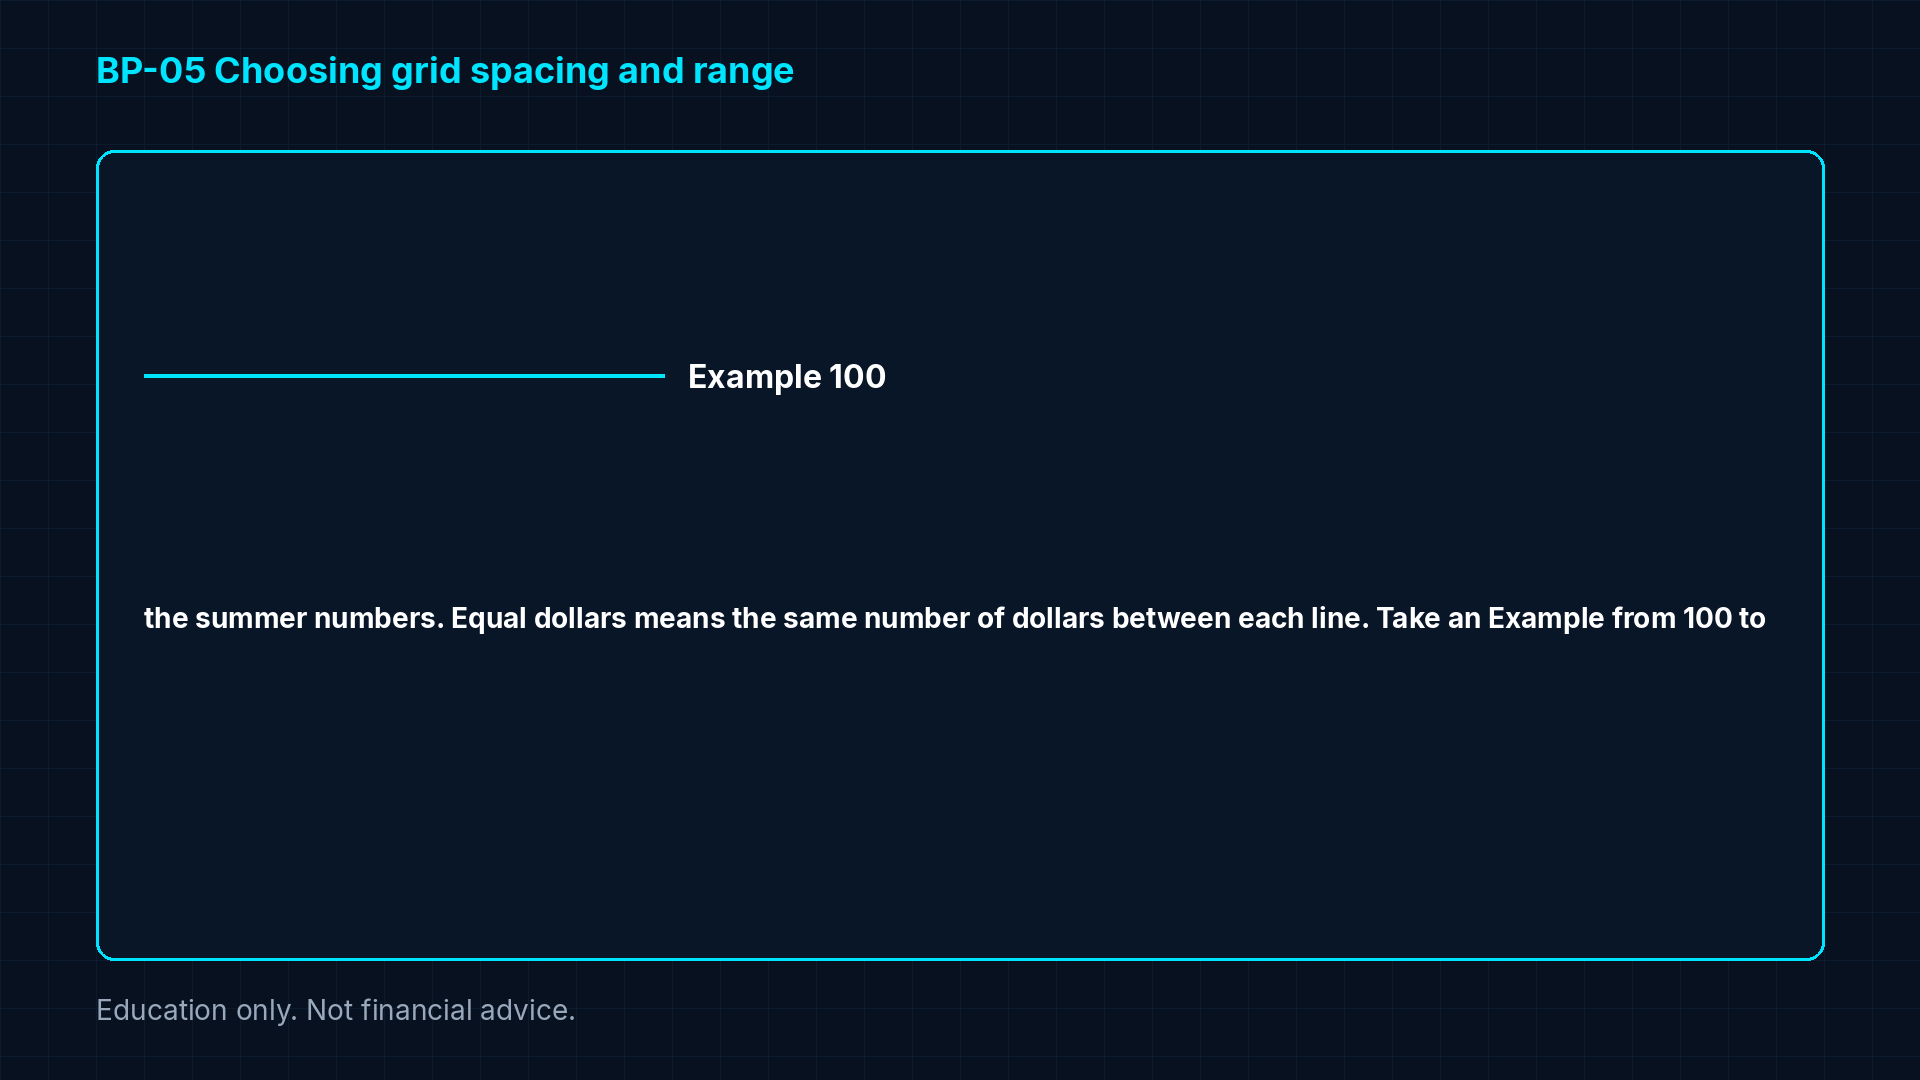 BP-05 Choosing grid spacing and range
Example 100
the summer numbers. Equal dollars means the same number of dollars between each line. Take an Example from 100 to
Education only. Not financial advice.